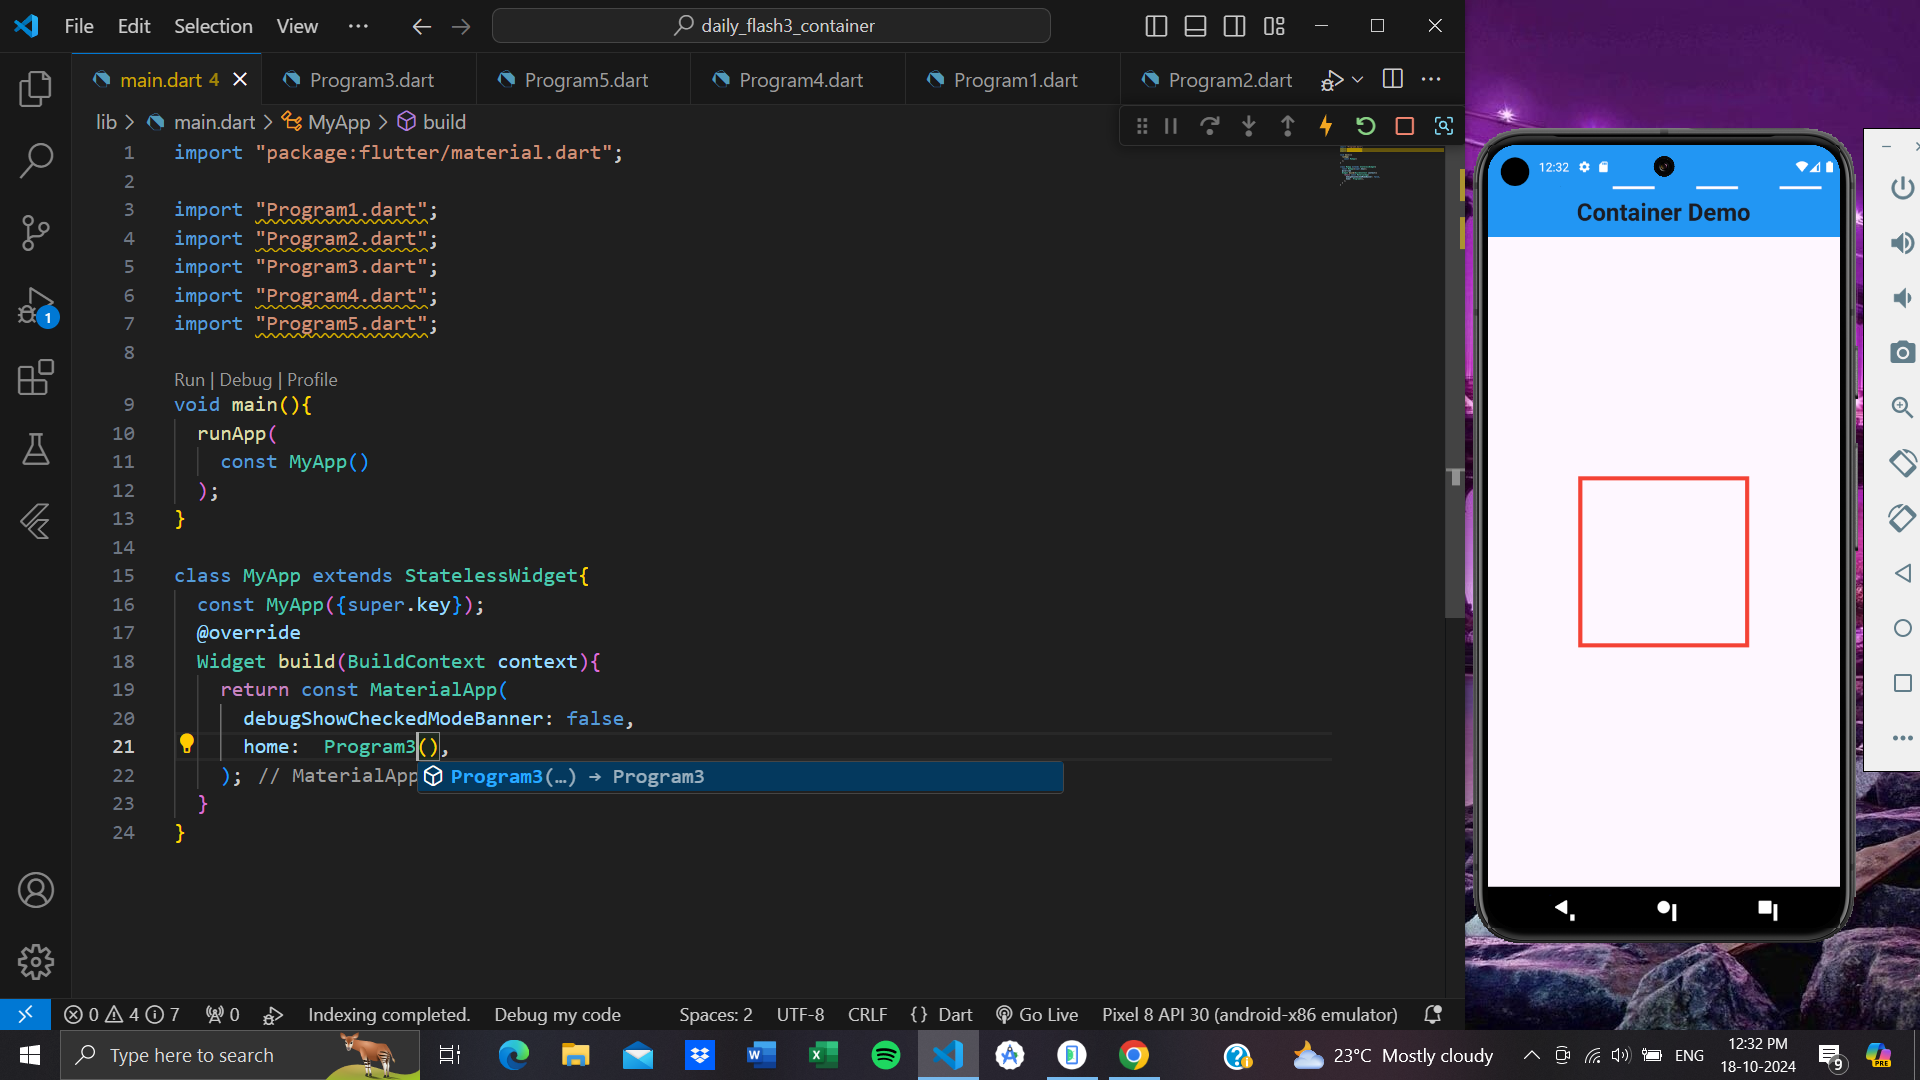 File Edit Selection View ··· daily_flash3_container
main.dart 4 Program3.dart Program5.dart Program4.dart Program1.dart Program2.dart
lib > main.dart > MyApp > build
1 import "package:flutter/material.dart";
2
3 import "Program1.dart";
4 import "Program2.dart";
5 import "Program3.dart";
6 import "Program4.dart";
7 import "Program5.dart";
8
Run | Debug | Profile
9 void main(){
10 runApp(
11 const MyApp()
12 );
13 }
14
15 class MyApp extends StatelessWidget{
16 const MyApp({super.key});
17 @override
18 Widget build(BuildContext context){
19 return const MaterialApp(
20 debugShowCheckedModeBanner: false,
21 home:  Program3(),
22 ); // MaterialApp
Program3(…) → Program3
23 }
24 }
1
12:32
Container Demo
0 4 7 0 Indexing completed. Debug my code Spaces: 2 UTF-8 CRLF {} Dart Go Live Pixel 8 API 30 (android-x86 emulator)
Type here to search 23°C Mostly cloudy ENG 12:32 PM
18-10-2024 9
PRE